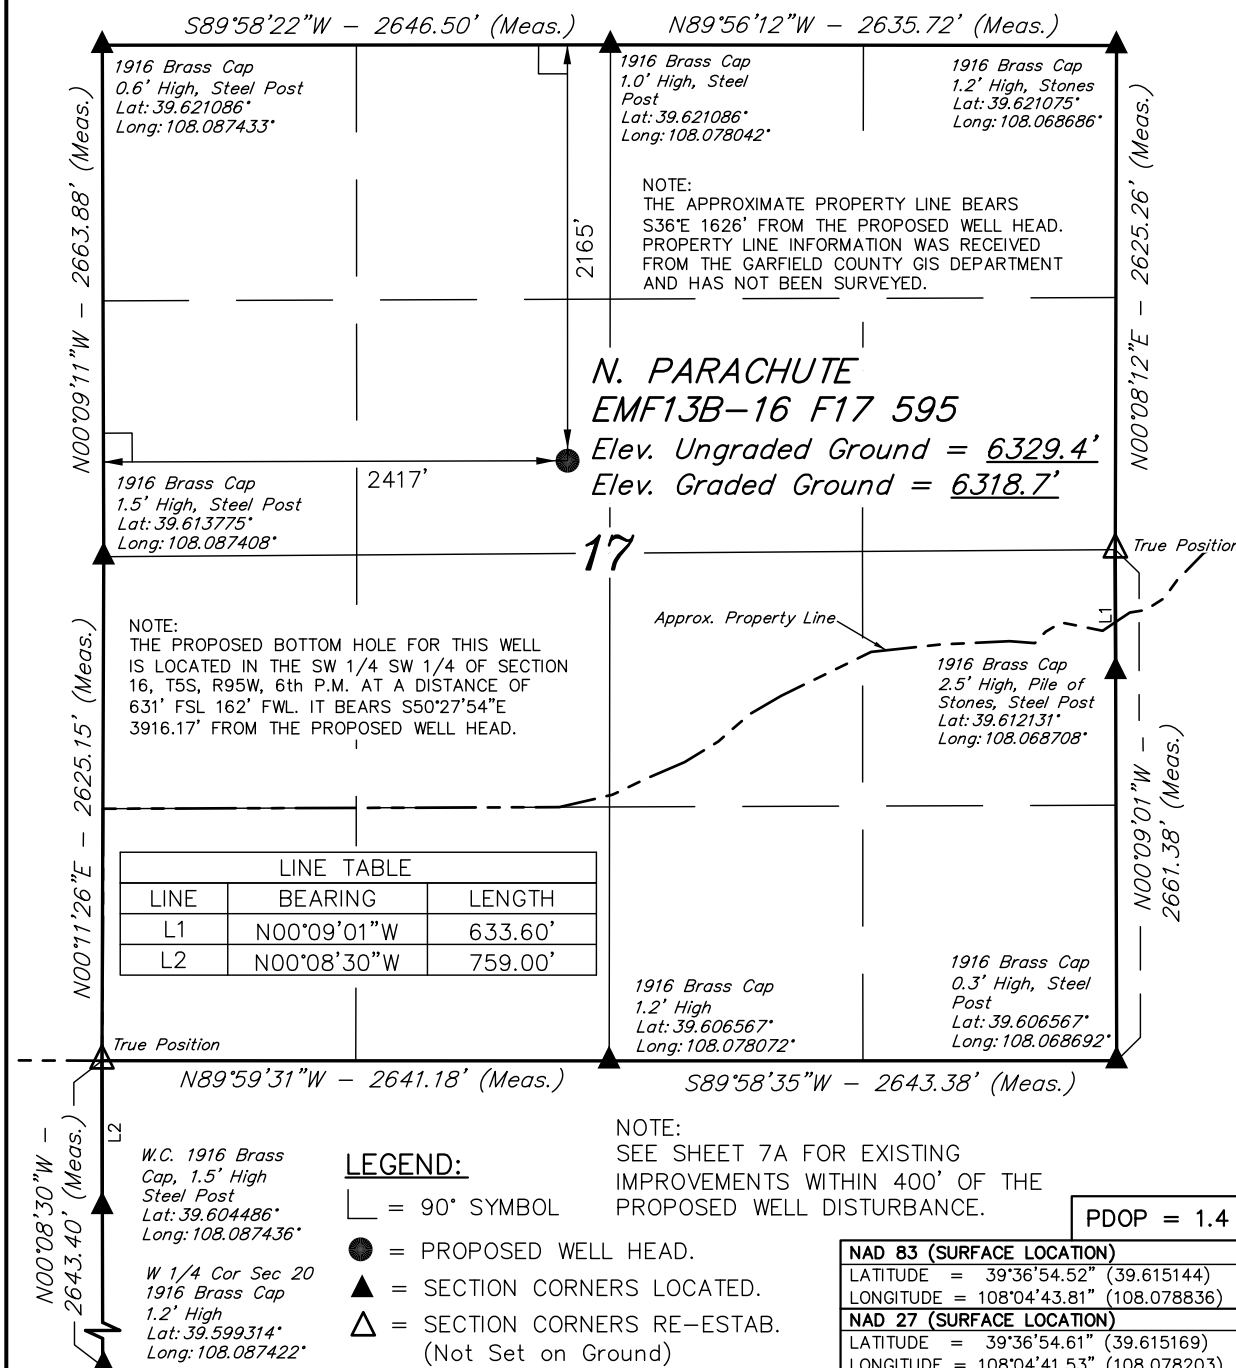 S89°58'22"W - 2646.50' (Meas.)
N89°56'12"W - 2635.72' (Meas.)
1916 Brass Cap
0.6' High, Steel Post
Lat: 39.621086°
Long: 108.087433°
1916 Brass Cap
1.0' High, Steel
Post
Lat: 39.621086°
Long: 108.078042°
1916 Brass Cap
1.2' High, Stones
Lat: 39.621075°
Long: 108.068686°
N00°09'11"W - 2663.88' (Meas.)
2165'
NOTE:
THE APPROXIMATE PROPERTY LINE BEARS
S36°E 1626' FROM THE PROPOSED WELL HEAD.
PROPERTY LINE INFORMATION WAS RECEIVED
FROM THE GARFIELD COUNTY GIS DEPARTMENT
AND HAS NOT BEEN SURVEYED.
N00°08'12"E - 2625.26' (Meas.)
N. PARACHUTE
EMF13B-16 F17 595
Elev. Ungraded Ground = 6329.4'
Elev. Graded Ground = 6318.7'
2417'
1916 Brass Cap
1.5' High, Steel Post
Lat: 39.613775°
Long: 108.087408°
17
True Position
L1
Approx. Property Line
NOTE:
THE PROPOSED BOTTOM HOLE FOR THIS WELL
IS LOCATED IN THE SW 1/4 SW 1/4 OF SECTION
16, T5S, R95W, 6th P.M. AT A DISTANCE OF
631' FSL 162' FWL. IT BEARS S50°27'54"E
3916.17' FROM THE PROPOSED WELL HEAD.
1916 Brass Cap
2.5' High, Pile of
Stones, Steel Post
Lat: 39.612131°
Long: 108.068708°
N00°11'26"E - 2625.15' (Meas.)
N00°09'01"W -
2661.38' (Meas.)
LINE TABLE
LINE BEARING LENGTH
L1 N00°09'01"W 633.60'
L2 N00°08'30"W 759.00'
1916 Brass Cap
1.2' High
Lat: 39.606567°
Long: 108.078072°
1916 Brass Cap
0.3' High, Steel
Post
Lat: 39.606567°
Long: 108.068692°
True Position
N89°59'31"W - 2641.18' (Meas.)
S89°58'35"W - 2643.38' (Meas.)
N00°08'30"W -
2643.40' (Meas.)
L2
W.C. 1916 Brass
Cap, 1.5' High
Steel Post
Lat: 39.604486°
Long: 108.087436°
W 1/4 Cor Sec 20
1916 Brass Cap
1.2' High
Lat: 39.599314°
Long: 108.087422°
LEGEND:
= 90° SYMBOL
= PROPOSED WELL HEAD.
= SECTION CORNERS LOCATED.
= SECTION CORNERS RE-ESTAB.
(Not Set on Ground)
NOTE:
SEE SHEET 7A FOR EXISTING
IMPROVEMENTS WITHIN 400' OF THE
PROPOSED WELL DISTURBANCE.
PDOP = 1.4
NAD 83 (SURFACE LOCATION)
LATITUDE = 39°36'54.52" (39.615144)
LONGITUDE = 108°04'43.81" (108.078836)
NAD 27 (SURFACE LOCATION)
LATITUDE = 39°36'54.61" (39.615169)
LONGITUDE = 108°04'41.53" (108.078203)